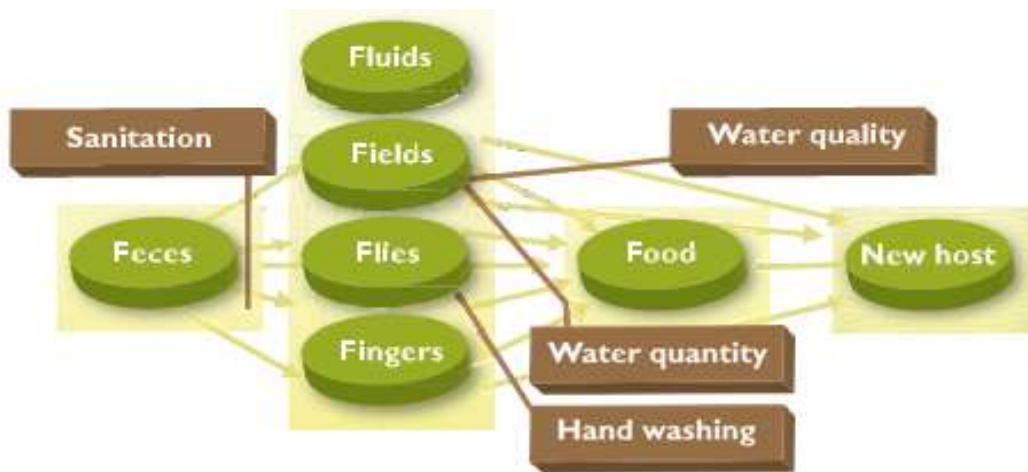 Fluids
Sanitation
Water quality
Fields
Feces
Flies
Food
New host
Fingers
Water quantity
Hand washing